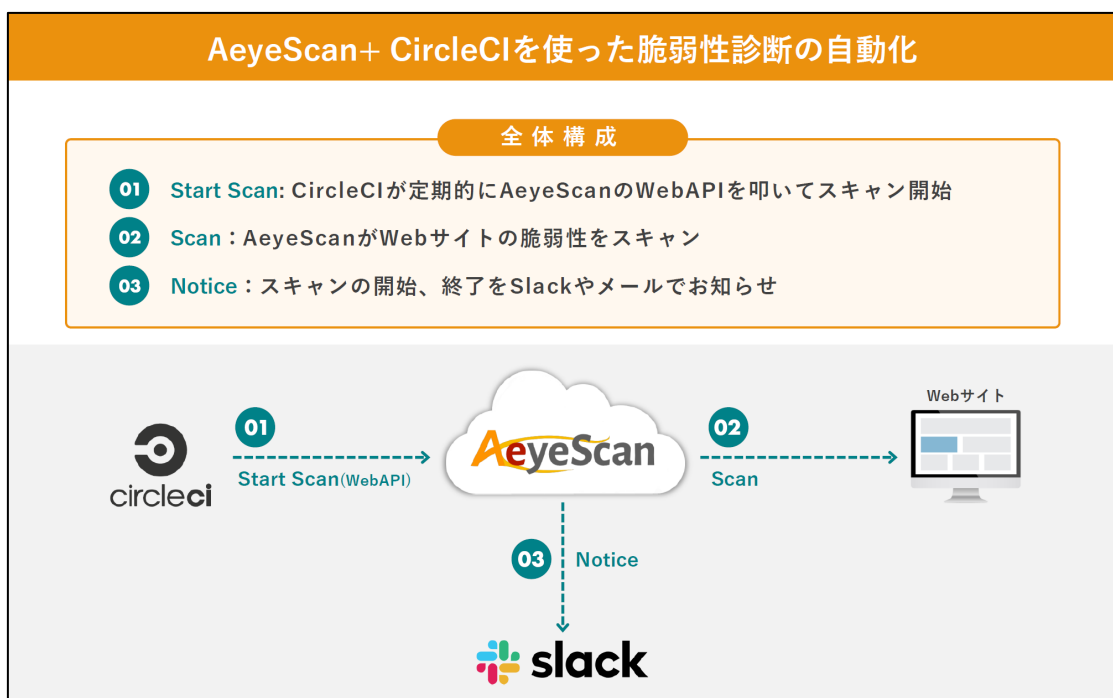 AeyeScan+ CircleCIを使った脆弱性診断の自動化
全体構成
01 Start Scan: CircleCIが定期的にAeyeScanのWebAPIを叩いてスキャン開始
02 Scan：AeyeScanがWebサイトの脆弱性をスキャン
03 Notice：スキャンの開始、終了をSlackやメールでお知らせ
circleci
01
Start Scan(WebAPI)
AeyeScan
02
Scan
Webサイト
03 Notice
slack